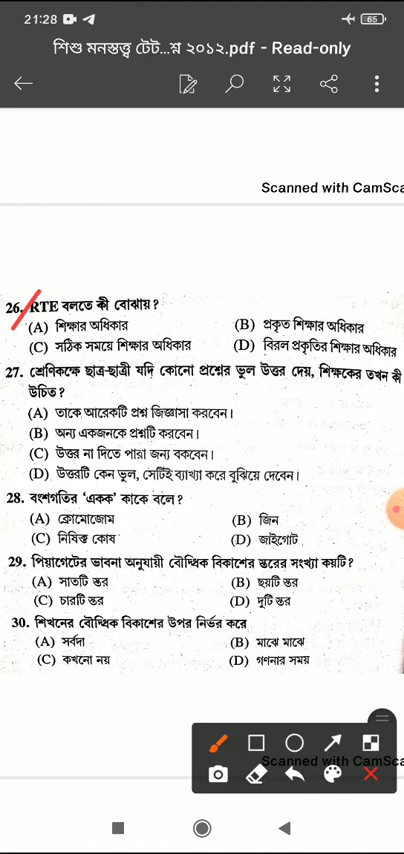 21:28
65
শিশু মনস্তত্ত্ব টেট...শ্ন ২০১২.pdf - Read-only
Scanned with CamSca
26. RTE বলতে কী বোঝায় ?
(A) শিক্ষার অধিকার (B) প্রকৃত শিক্ষার অধিকার
(C) সঠিক সময়ে শিক্ষার অধিকার (D) বিরল প্রকৃতির শিক্ষার অধিকার
27. শ্রেণিকক্ষে ছাত্র-ছাত্রী যদি কোনো প্রশ্নের ভুল উত্তর দেয়, শিক্ষকের তখন কী
উচিত ?
(A) তাকে আরেকটি প্রশ্ন জিজ্ঞাসা করবেন।
(B) অন্য একজনকে প্রশ্নটি করবেন।
(C) উত্তর না দিতে পারা জন্য বকবেন।
(D) উত্তরটি কেন ভুল, সেটিই ব্যাখ্যা করে বুঝিয়ে দেবেন।
28. বংশগতির ‘একক’ কাকে বলে ?
(A) ক্রোমোজোম (B) জিন
(C) নিষিক্ত কোষ (D) জাইগোট
29. পিয়াগেটের ভাবনা অনুযায়ী বৌদ্ধিক বিকাশের স্তরের সংখ্যা কয়টি ?
(A) সাতটি স্তর (B) ছয়টি স্তর
(C) চারটি স্তর (D) দুটি স্তর
30. শিখনের বৌদ্ধিক বিকাশের উপর নির্ভর করে
(A) সর্বদা (B) মাঝে মাঝে
(C) কখনো নয় (D) গণনার সময়
Scanned with CamSca